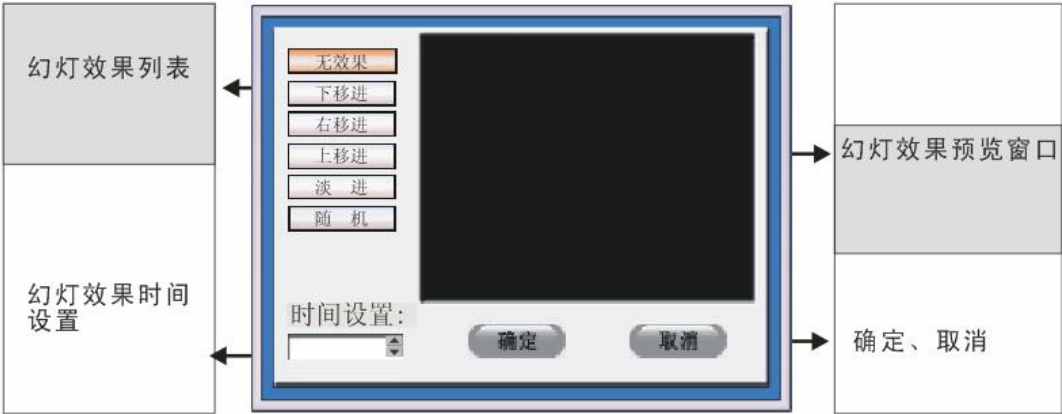 幻灯效果列表
幻灯效果时间
设置
无效果
下移进
右移进
上移进
淡 进
随 机
时间设置:
确定
取消
幻灯效果预览窗口
确定、取消